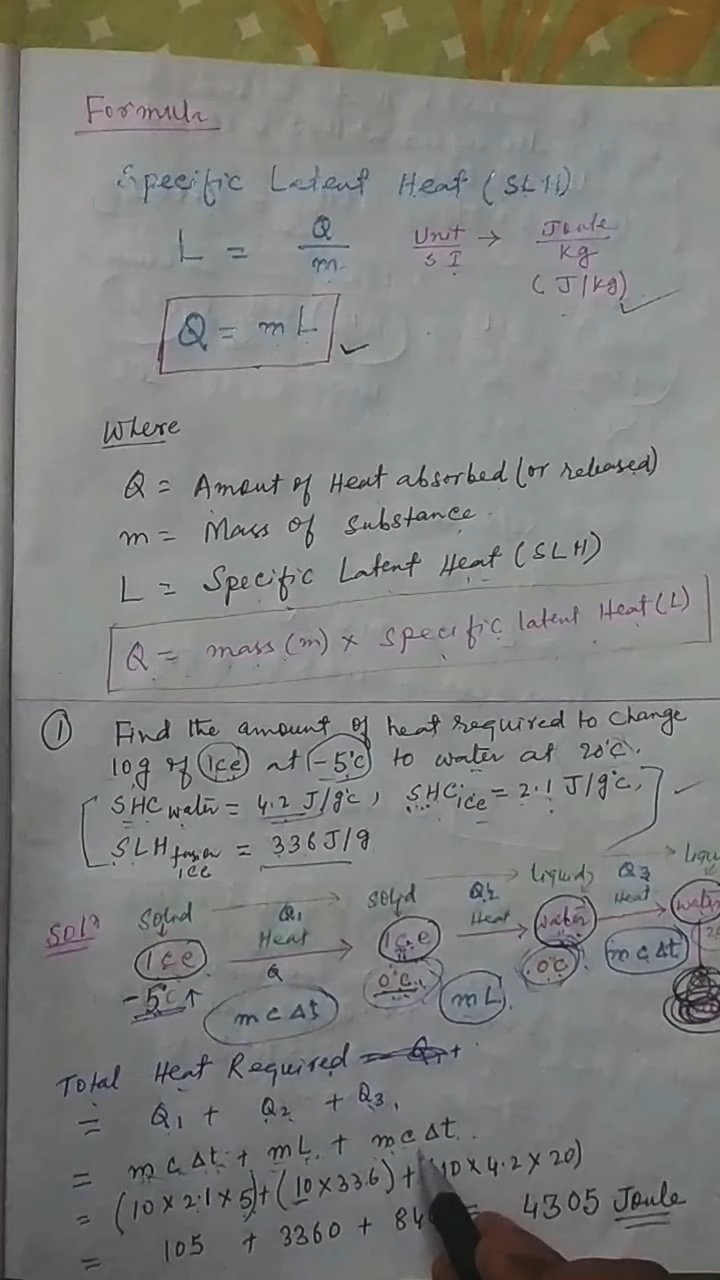 Formula
Specific Latent Heat (SLH)
L = Q/m Unit/SI → Joule/kg
(J/kg)
Q = mL
Where
Q = Amout of Heat absorbed (or released)
m = Mass of Substance.
L = Specific Latent Heat (SLH)
Q = mass (m) x specific latent Heat (L)
① Find the amount of heat required to change
10g of Ice at -5°C to water at 20°C.
SHC water = 4.2 J/g°C, SHC ice = 2.1 J/g°C,
SLH fusion ice = 336 J/g
Solid Q1 Solid Q2 liquid Q3 liqu
Solⁿ Ice Heat Ice Heat water Heat water
-5°C ↑ Q 0°C 0°C
mcΔt mL mcΔt
Total Heat Required =
= Q1 + Q2 + Q3.
= mcΔt + mL + mcΔt.
= (10 x 2.1 x 5) + (10 x 336) + (10 x 4.2 x 20)
= 105 + 3360 + 84 = 4305 Joule